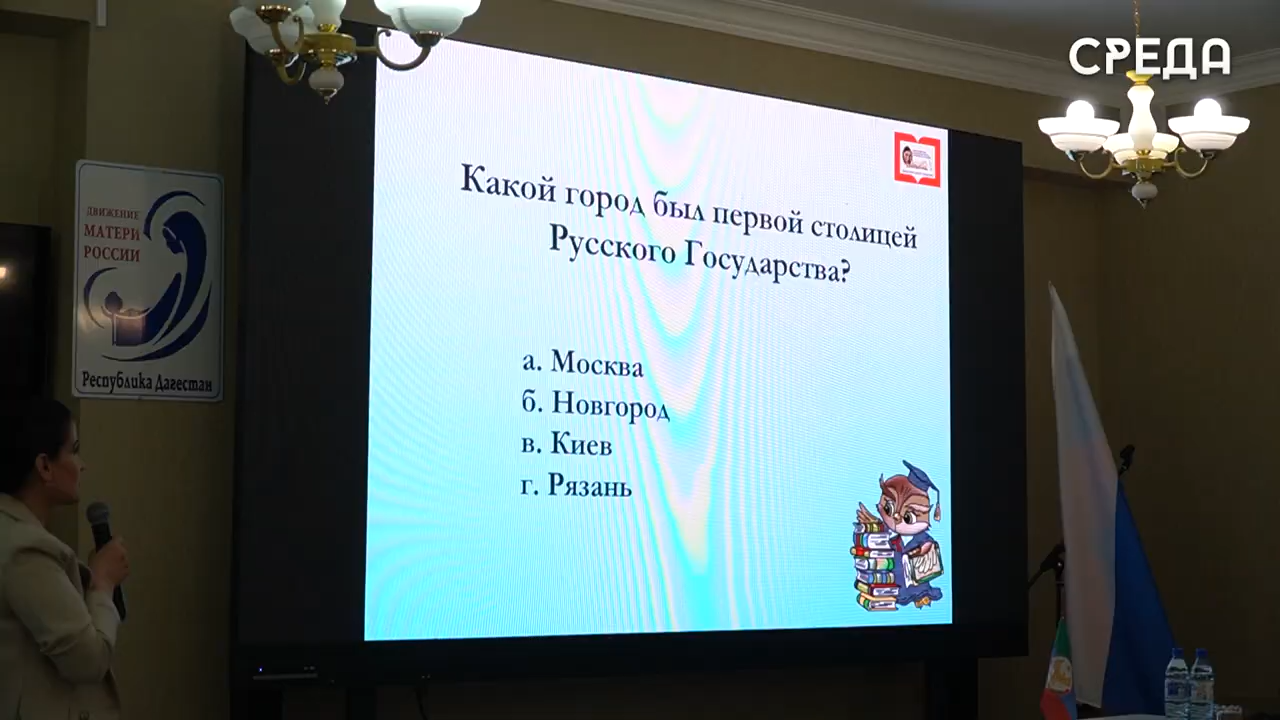 СРЕДА
ДВИЖЕНИЕ
МАТЕРИ
РОССИИ
Республика Дагестан
Какой город был первой столицей
Русского Государства?
а. Москва
б. Новгород
в. Киев
г. Рязань